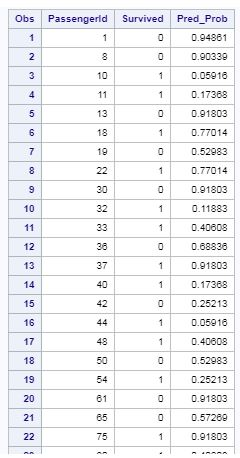 Obs PassengerId Survived Pred_Prob
1 1 0 0.94861
2 8 0 0.90339
3 10 1 0.05916
4 11 1 0.17368
5 13 0 0.91803
6 18 1 0.77014
7 19 0 0.52983
8 22 1 0.77014
9 30 0 0.91803
10 32 1 0.11883
11 33 1 0.40608
12 36 0 0.68836
13 37 1 0.91803
14 40 1 0.17368
15 42 0 0.25213
16 44 1 0.05916
17 48 1 0.40608
18 50 0 0.52983
19 54 1 0.25213
20 61 0 0.91803
21 65 0 0.57269
22 75 1 0.91803